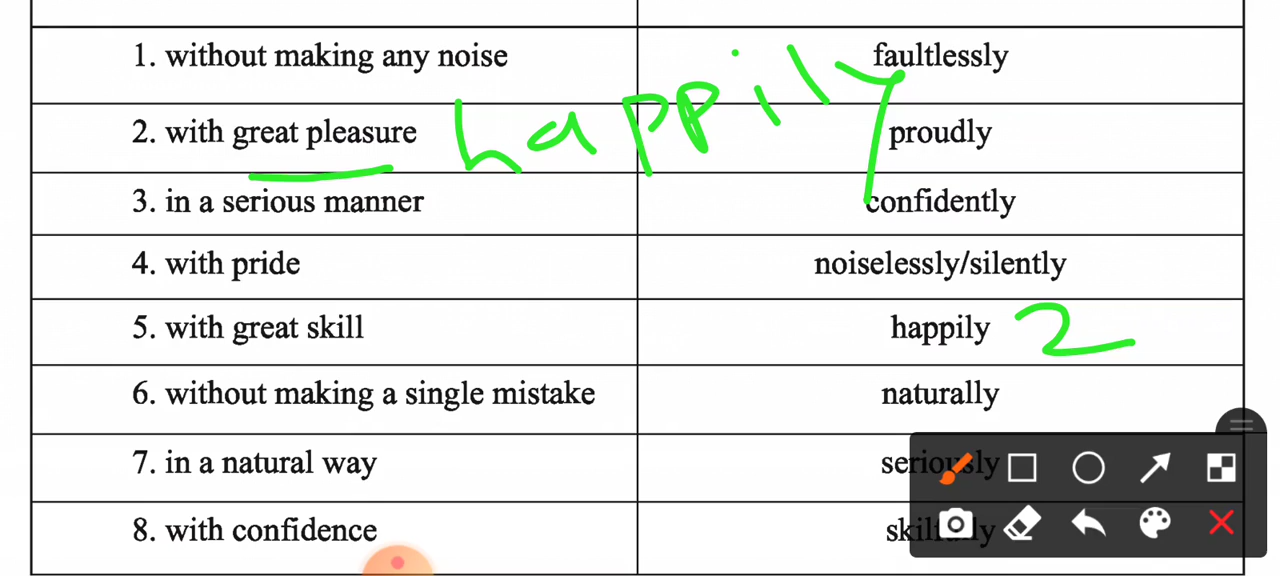 1. without making any noise faultlessly
2. with great pleasure happily proudly
3. in a serious manner confidently
4. with pride noiselessly/silently
5. with great skill happily 2
6. without making a single mistake naturally
7. in a natural way seriously
8. with confidence skilfully